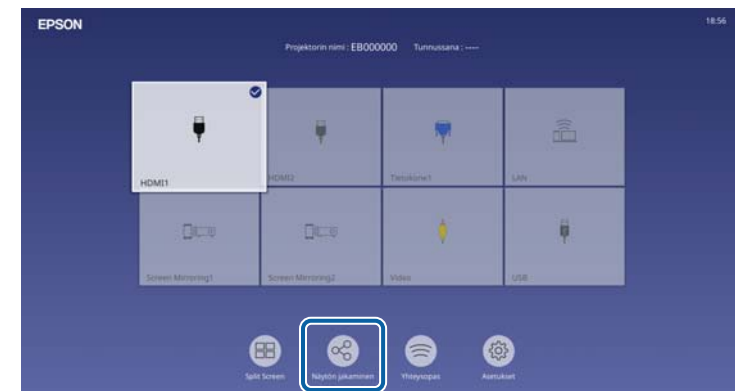 EPSON
18:56
Projektorin nimi : EB000000 Tunnussana : ----
HDMI1
HDMI2
Tietokone1
LAN
Screen Mirroring1
Screen Mirroring2
Video
USB
Split Screen
Näytön jakaminen
Yhteysopas
Asetukset